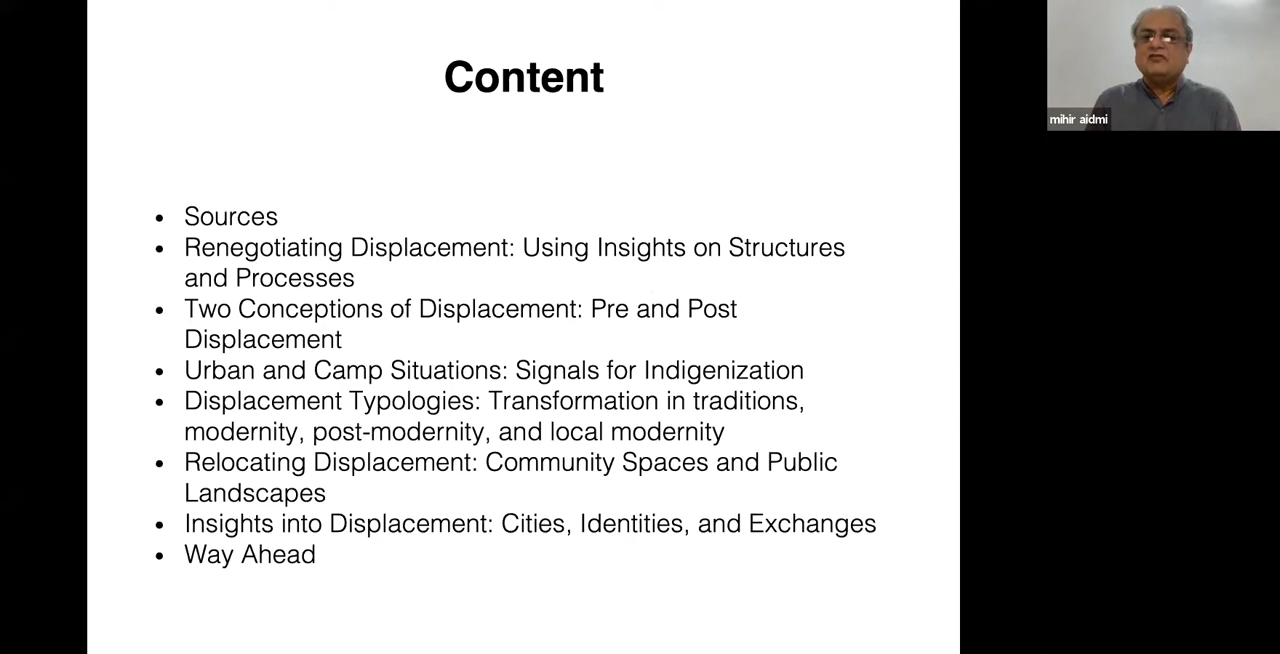 Content
• Sources
• Renegotiating Displacement: Using Insights on Structures
and Processes
• Two Conceptions of Displacement: Pre and Post
Displacement
• Urban and Camp Situations: Signals for Indigenization
• Displacement Typologies: Transformation in traditions,
modernity, post-modernity, and local modernity
• Relocating Displacement: Community Spaces and Public
Landscapes
• Insights into Displacement: Cities, Identities, and Exchanges
• Way Ahead
mihir aidmi